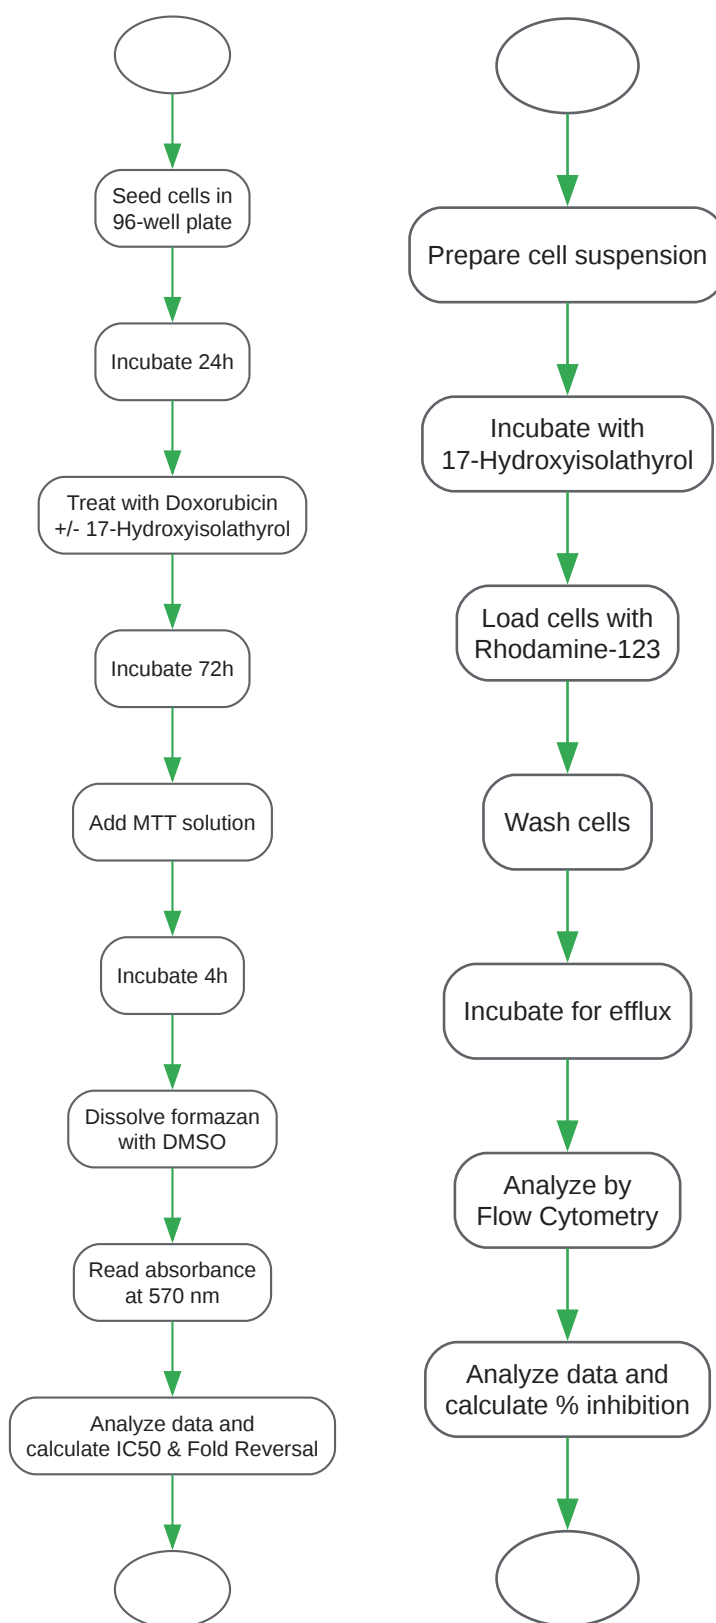 Seed cells in
96-well plate
Incubate 24h
Treat with Doxorubicin
+/- 17-Hydroxyisolathyrol
Incubate 72h
Add MTT solution
Incubate 4h
Dissolve formazan
with DMSO
Read absorbance
at 570 nm
Analyze data and
calculate IC50 & Fold Reversal
Prepare cell suspension
Incubate with
17-Hydroxyisolathyrol
Load cells with
Rhodamine-123
Wash cells
Incubate for efflux
Analyze by
Flow Cytometry
Analyze data and
calculate % inhibition